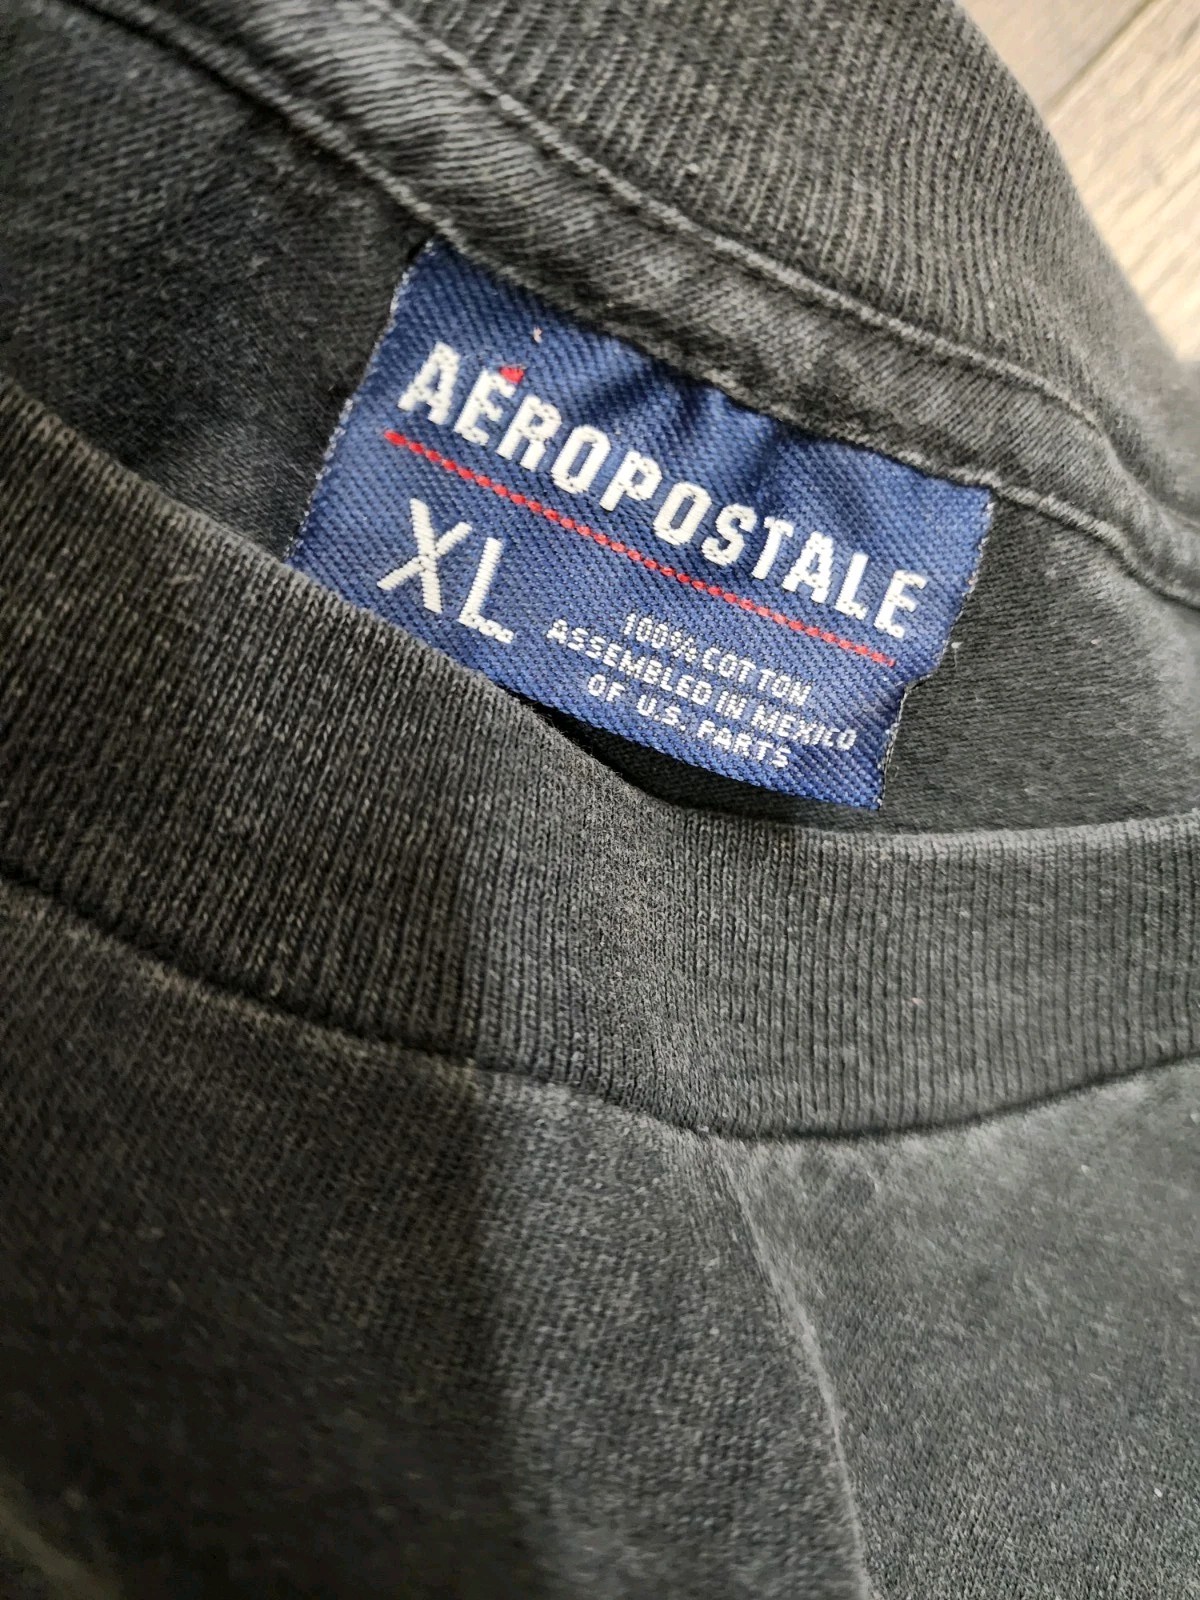 AÉROPOSTALE
XL
100% COTTON
ASSEMBLED IN MEXICO
OF U.S. PARTS